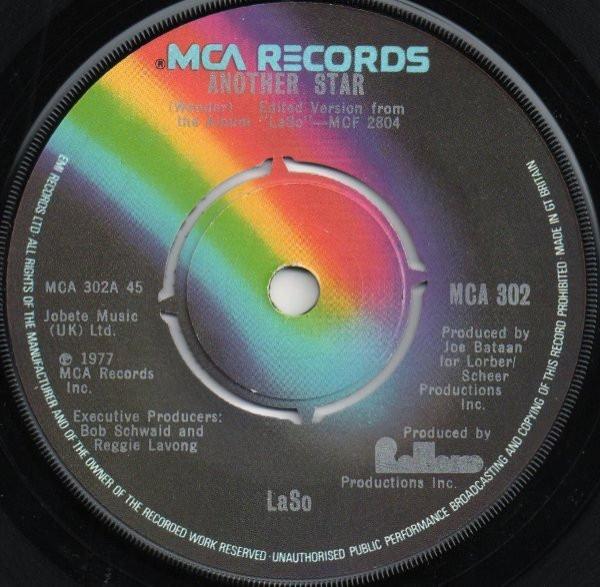 ® MCA RECORDS
ANOTHER STAR
(Wonder) Edited Version from
the Album "LaSo"—MCF 2804
MCA 302A 45
Jobete Music
(UK) Ltd.
℗ 1977
MCA Records
Inc.
Executive Producers:
Bob Schwaid and
Reggie Lavong
MCA 302
Produced by
Joe Bataan
for Lorber/
Scheer
Productions
Inc.
Produced by
Productions Inc.
LaSo
EMI RECORDS LTD·ALL RIGHTS OF THE MANUFACTURER AND OF THE OWNER OF THE RECORDED WORK RESERVED·UNAUTHORISED PUBLIC PERFORMANCE BROADCASTING AND COPYING OF THIS RECORD PROHIBITED MADE IN GT BRITAIN